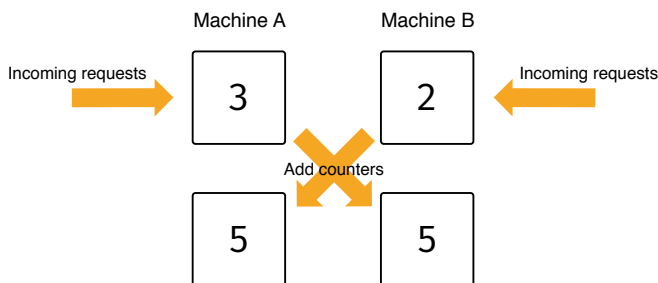 Machine A
Machine B
Incoming requests
3
2
Incoming requests
Add counters
5
5